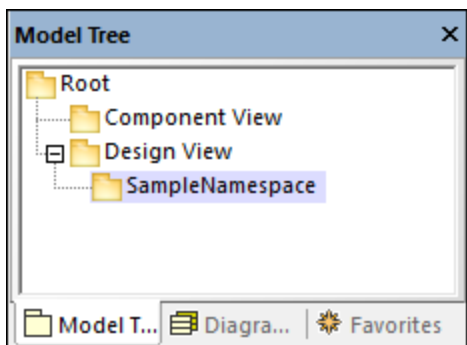 Model Tree
Root
Component View
Design View
SampleNamespace
Model T... Diagra... Favorites